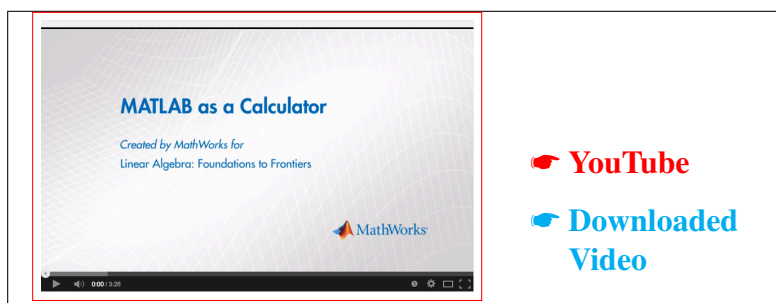 MATLAB as a Calculator
Created by MathWorks for
Linear Algebra: Foundations to Frontiers
MathWorks
0:00 / 3:26
YouTube
Downloaded
Video